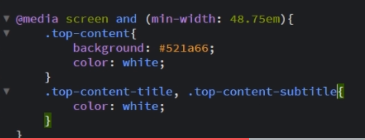 @media screen and (min-width: 48.75em){
.top-content{
background: #521a66;
color: white;
}
.top-content-title, .top-content-subtitle{
color: white;
}
}